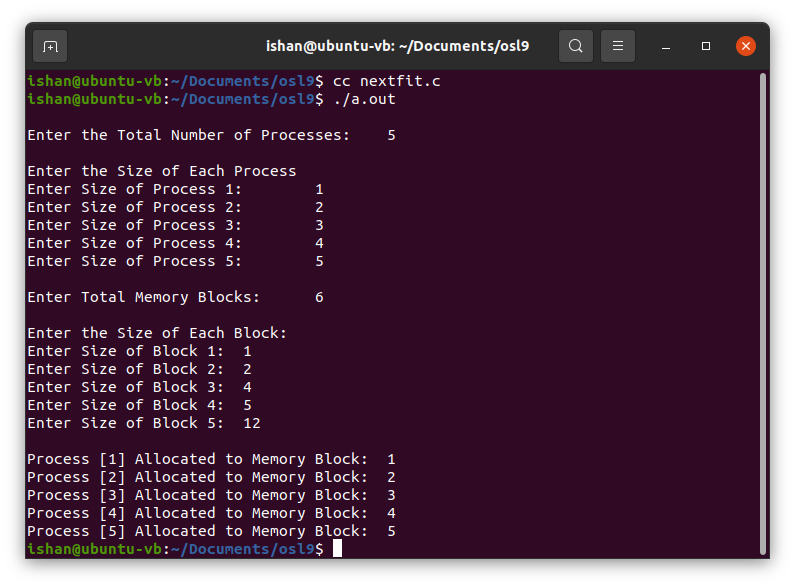 ishan@ubuntu-vb: ~/Documents/osl9
ishan@ubuntu-vb:~/Documents/osl9$ cc nextfit.c
ishan@ubuntu-vb:~/Documents/osl9$ ./a.out
Enter the Total Number of Processes: 5
Enter the Size of Each Process
Enter Size of Process 1: 1
Enter Size of Process 2: 2
Enter Size of Process 3: 3
Enter Size of Process 4: 4
Enter Size of Process 5: 5
Enter Total Memory Blocks: 6
Enter the Size of Each Block:
Enter Size of Block 1: 1
Enter Size of Block 2: 2
Enter Size of Block 3: 4
Enter Size of Block 4: 5
Enter Size of Block 5: 12
Process [1] Allocated to Memory Block: 1
Process [2] Allocated to Memory Block: 2
Process [3] Allocated to Memory Block: 3
Process [4] Allocated to Memory Block: 4
Process [5] Allocated to Memory Block: 5
ishan@ubuntu-vb:~/Documents/osl9$